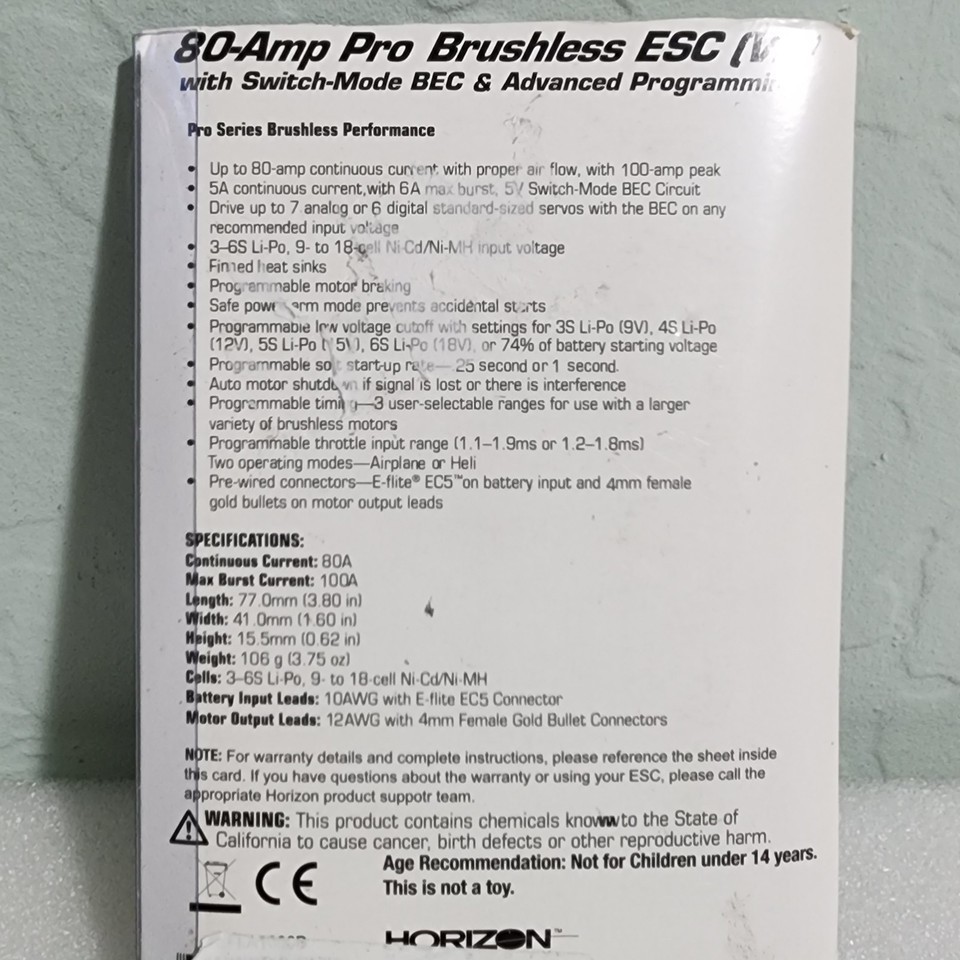 80-Amp Pro Brushless ESC
with Switch-Mode BEC & Advanced
Pro Series Brushless Performance
• Up to 80-amp continuous current with proper air flow, with 100-amp peak
• 5A continuous current,with 6A max burst, 5V Switch-Mode BEC Circuit
• Drive up to 7 analog or 6 digital standard-sized servos with the BEC on any
recommended input voltage
• 3–6S Li-Po, 9- to 18-cell Ni-Cd/Ni-MH input voltage
• Finned heat sinks
• Programmable motor braking
• Safe power arm mode prevents accidental starts
• Programmable low voltage cutoff with settings for 3S Li-Po (9V), 4S Li-Po
(12V), 5S Li-Po (15V), 6S Li-Po (18V), or 74% of battery starting voltage
• Programmable soft start-up rate—.25 second or 1 second.
• Auto motor shutdown if signal is lost or there is interference
• Programmable timing—3 user-selectable ranges for use with a larger
variety of brushless motors
• Programmable throttle input range (1.1–1.9ms or 1.2–1.8ms)
Two operating modes—Airplane or Heli
• Pre-wired connectors—E-flite® EC5™on battery input and 4mm female
gold bullets on motor output leads
SPECIFICATIONS:
Continuous Current: 80A
Max Burst Current: 100A
Length: 77.0mm (3.80 in)
Width: 41.0mm (1.60 in)
Height: 15.5mm (0.62 in)
Weight: 106 g (3.75 oz)
Cells: 3–6S Li-Po, 9- to 18-cell Ni-Cd/Ni-MH
Battery Input Leads: 10AWG with E-flite EC5 Connector
Motor Output Leads: 12AWG with 4mm Female Gold Bullet Connectors
NOTE: For warranty details and complete instructions, please reference the sheet inside
this card. If you have questions about the warranty or using your ESC, please call the
appropriate Horizon product suppotr team.
WARNING: This product contains chemicals known to the State of
California to cause cancer, birth defects or other reproductive harm.
Age Recommendation: Not for Children under 14 years.
This is not a toy.
CE
HORIZON™